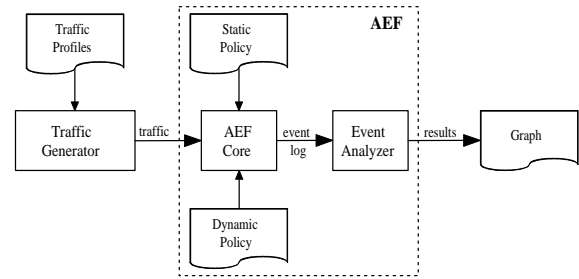 Traffic
Profiles
Static
Policy
AEF
Traffic
Generator
traffic
AEF
Core
event
log
Event
Analyzer
results
Graph
Dynamic
Policy